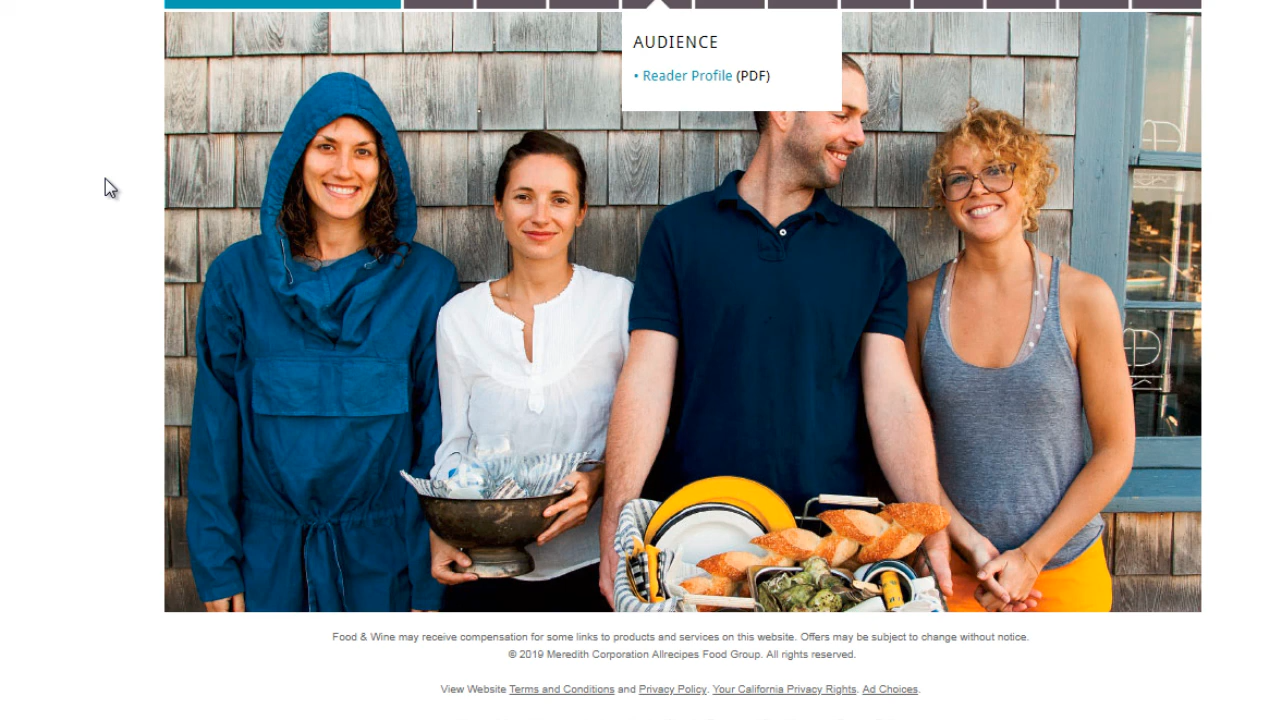 AUDIENCE
• Reader Profile (PDF)
Food & Wine may receive compensation for some links to products and services on this website. Offers may be subject to change without notice.
© 2019 Meredith Corporation Allrecipes Food Group. All rights reserved.
View Website Terms and Conditions and Privacy Policy. Your California Privacy Rights. Ad Choices.